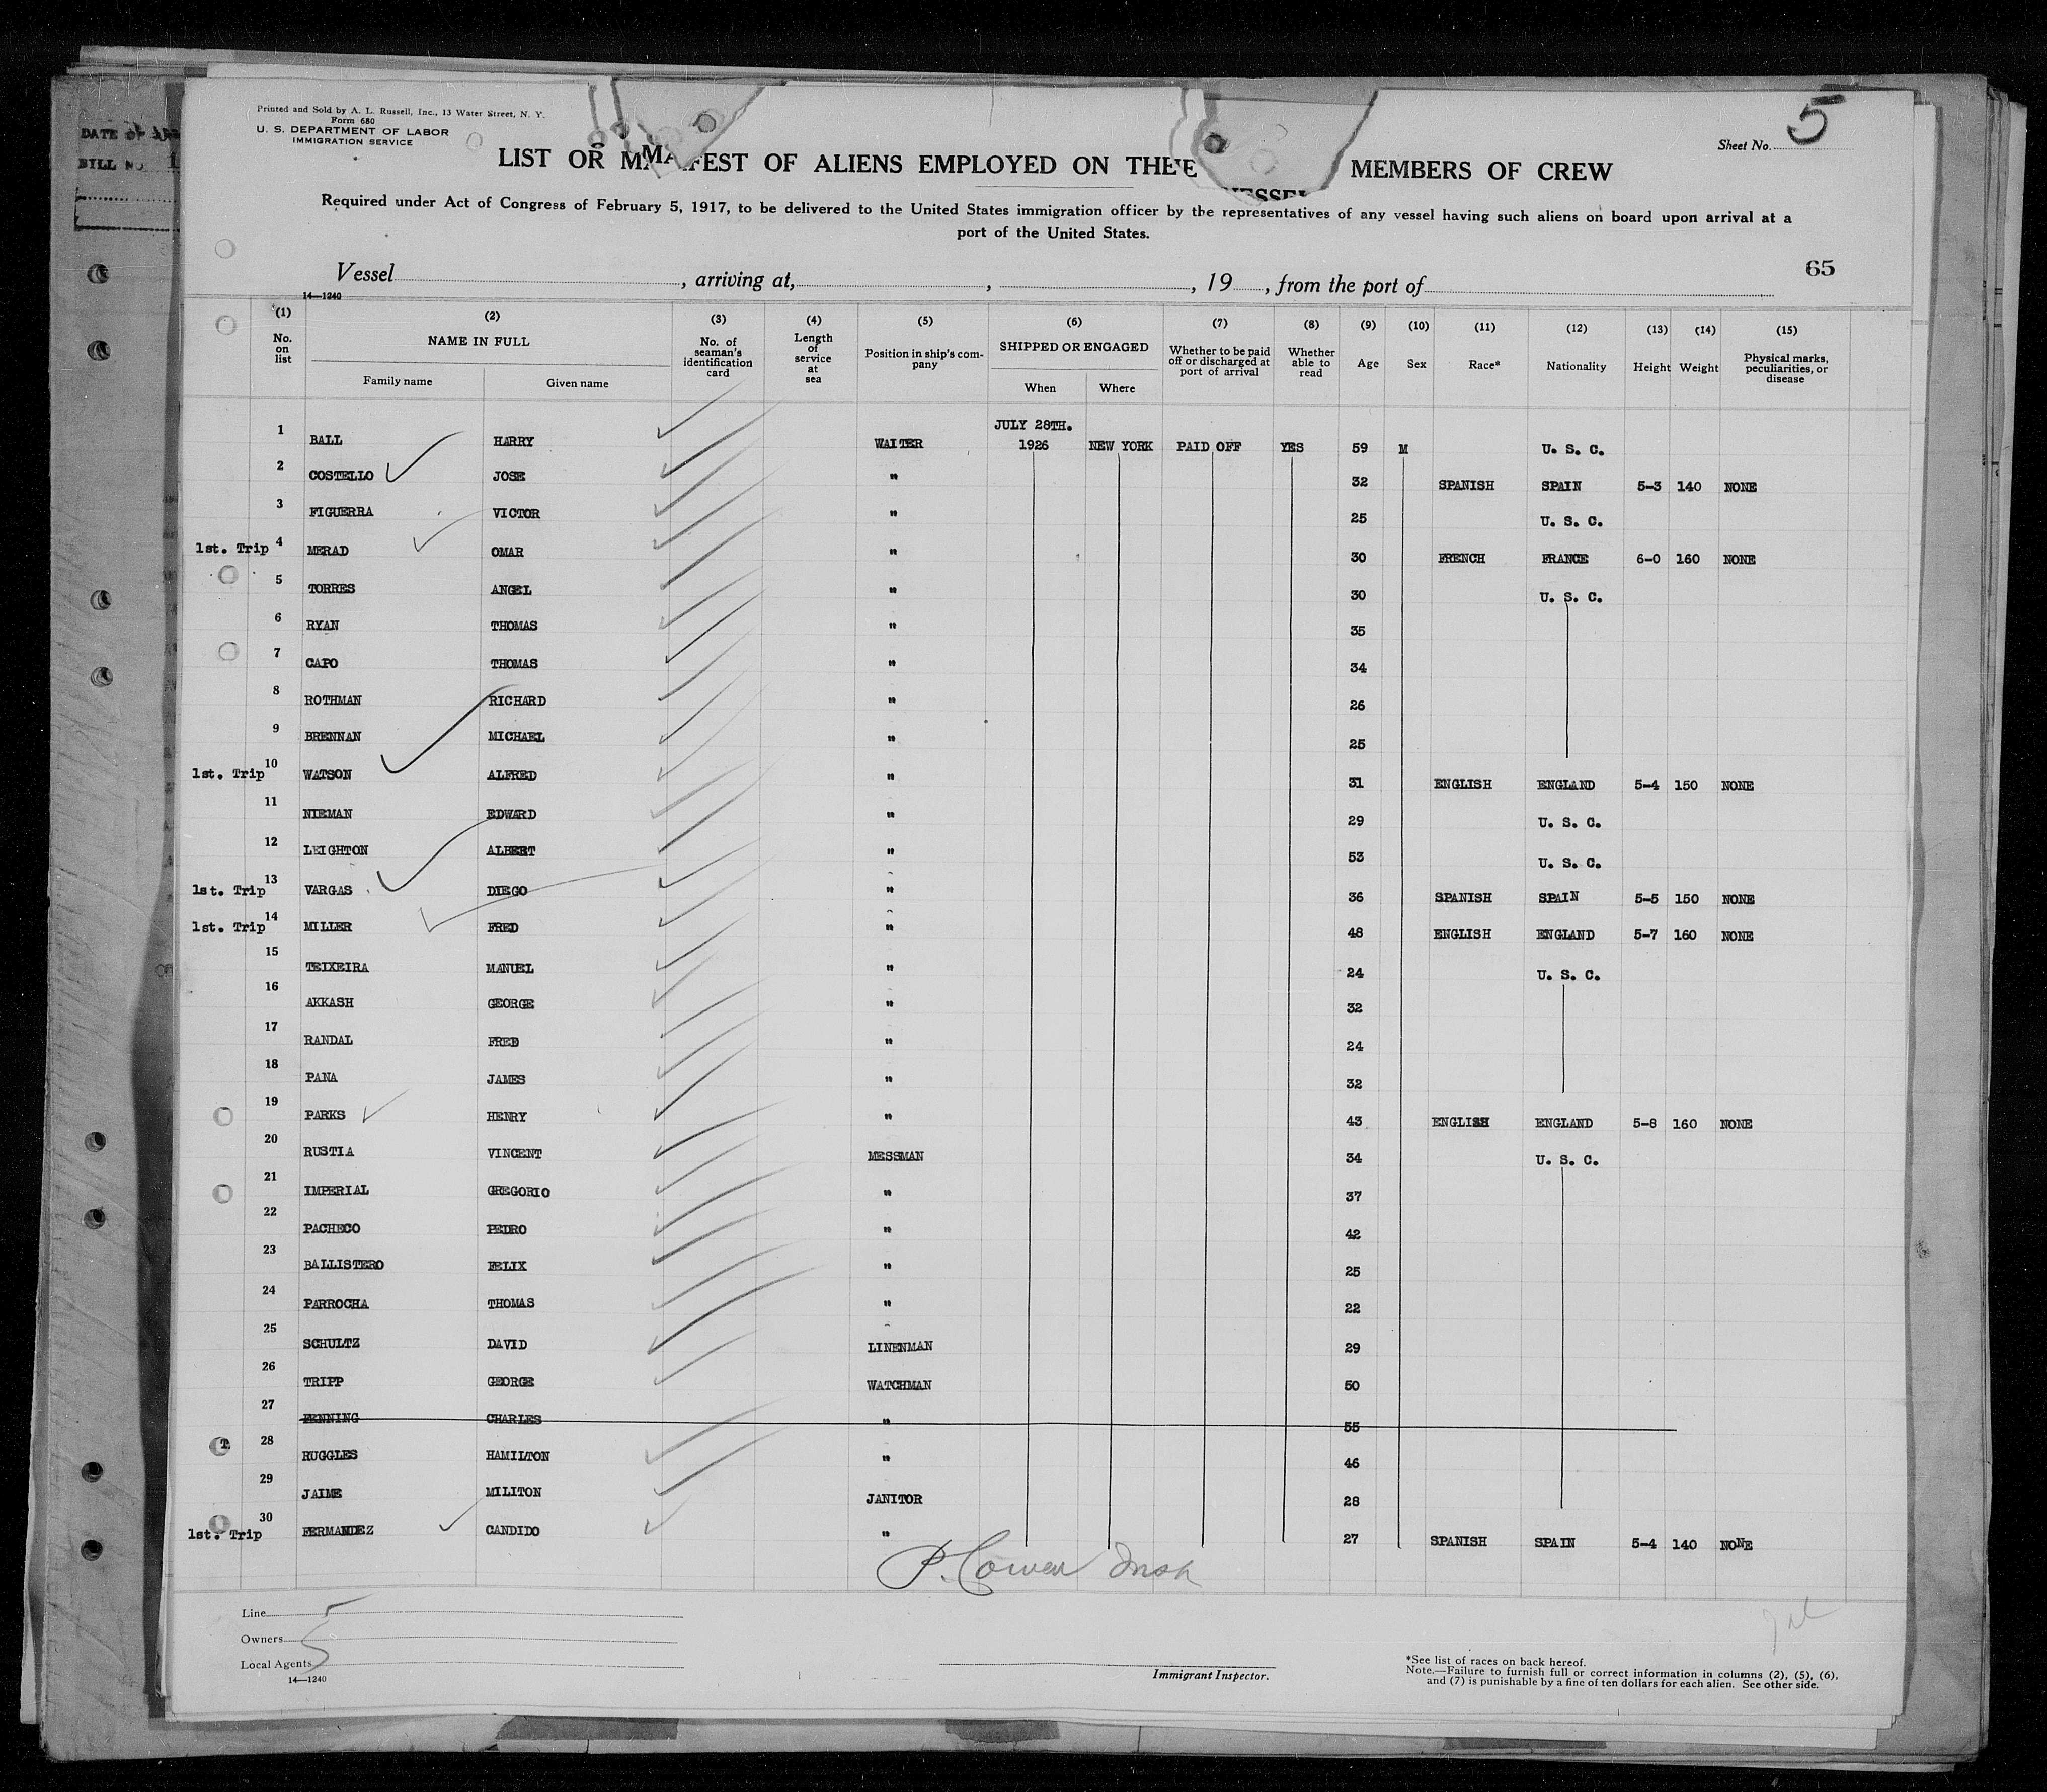 DATE of
BILL No. 1
Printed and Sold by A. L. Russell, Inc., 13 Water Street, N. Y.
Form 680
U. S. DEPARTMENT OF LABOR
IMMIGRATION SERVICE
Sheet No. 5
LIST OR MANIFEST OF ALIENS EMPLOYED ON THE VESSEL MEMBERS OF CREW
Required under Act of Congress of February 5, 1917, to be delivered to the United States immigration officer by the representatives of any vessel having such aliens on board upon arrival at a
port of the United States.
65
Vessel , arriving at, , , 19 , from the port of
14—1240
(1) (2) (3) (4) (5) (6) (7) (8) (9) (10) (11) (12) (13) (14) (15)
No. on list NAME IN FULL No. of seaman's identification card Length of service at sea Position in ship's company SHIPPED OR ENGAGED Whether to be paid off or discharged at port of arrival Whether able to read Age Sex Race* Nationality Height Weight Physical marks, peculiarities, or disease
Family name Given name When Where
1 BALL HARRY WAITER JULY 28TH. 1926 NEW YORK PAID OFF YES 59 M U. S. C.
2 COSTELLO JOSE " 32 SPANISH SPAIN 5-3 140 NONE
3 FIGUERRA VICTOR " 25 U. S. C.
1st. Trip 4 MERAD OMAR " 30 FRENCH FRANCE 6-0 160 NONE
5 TORRES ANGEL " 30 U. S. C.
6 RYAN THOMAS " 35
7 CAPO THOMAS " 34
8 ROTHMAN RICHARD " 26
9 BRENNAN MICHAEL " 25
1st. Trip 10 WATSON ALFRED " 31 ENGLISH ENGLAND 5-4 150 NONE
11 NIEMAN EDWARD " 29 U. S. C.
12 LEIGHTON ALBERT " 53 U. S. C.
1st. Trip 13 VARGAS DIEGO " 36 SPANISH SPAIN 5-5 150 NONE
1st. Trip 14 MILLER FRED " 48 ENGLISH ENGLAND 5-7 160 NONE
15 TEIXEIRA MANUEL " 24 U. S. C.
16 AKKASH GEORGE " 32
17 RANDAL FRED " 24
18 PANA JAMES " 32
19 PARKS HENRY " 43 ENGLISH ENGLAND 5-8 160 NONE
20 RUSTIA VINCENT MESSMAN 34 U. S. C.
21 IMPERIAL GREGORIO " 37
22 PACHECO PEDRO " 42
23 BALLISTERO FELIX " 25
24 PARROCHA THOMAS " 22
25 SCHULTZ DAVID LINENMAN 29
26 TRIPP GEORGE WATCHMAN 50
27 FENNING CHARLES " 55
28 RUGGLES HAMILTON " 46
29 JAIME MILITON JANITOR 28
1st. Trip 30 FERMANDEZ CANDIDO " 27 SPANISH SPAIN 5-4 140 NONE
P. Cowen Insp
Line
Owners
Local Agents
5
14—1240
Immigrant Inspector.
*See list of races on back hereof.
Note.—Failure to furnish full or correct information in columns (2), (5), (6),
and (7) is punishable by a fine of ten dollars for each alien. See other side.